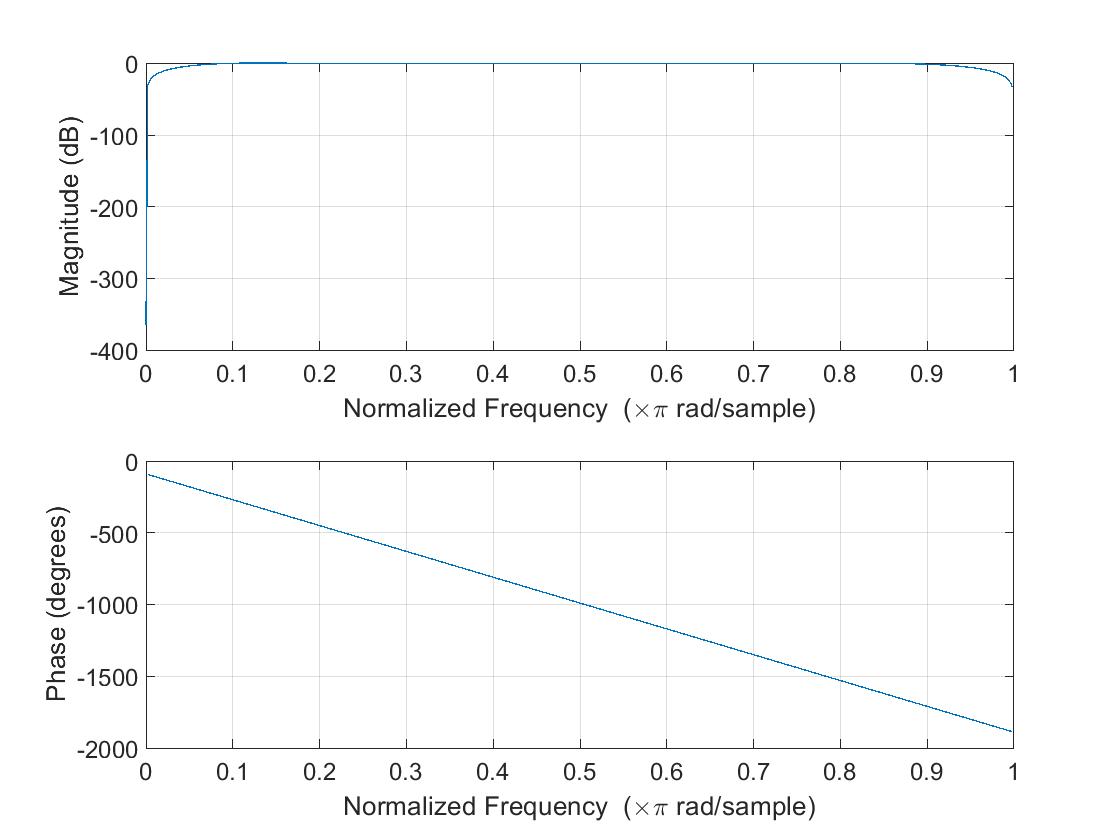 0
-100
-200
-300
-400
Magnitude (dB)
0 0.1 0.2 0.3 0.4 0.5 0.6 0.7 0.8 0.9 1
Normalized Frequency (×π rad/sample)
0
-500
-1000
-1500
-2000
Phase (degrees)
0 0.1 0.2 0.3 0.4 0.5 0.6 0.7 0.8 0.9 1
Normalized Frequency (×π rad/sample)